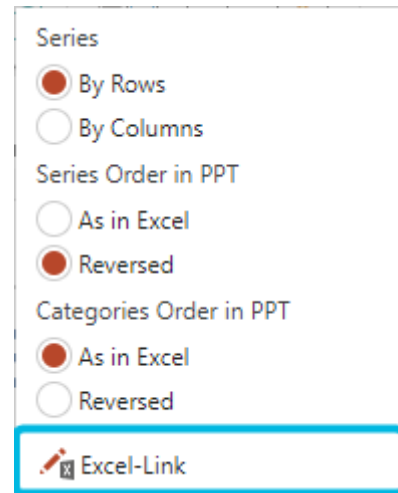 Series
By Rows
By Columns
Series Order in PPT
As in Excel
Reversed
Categories Order in PPT
As in Excel
Reversed
Excel-Link